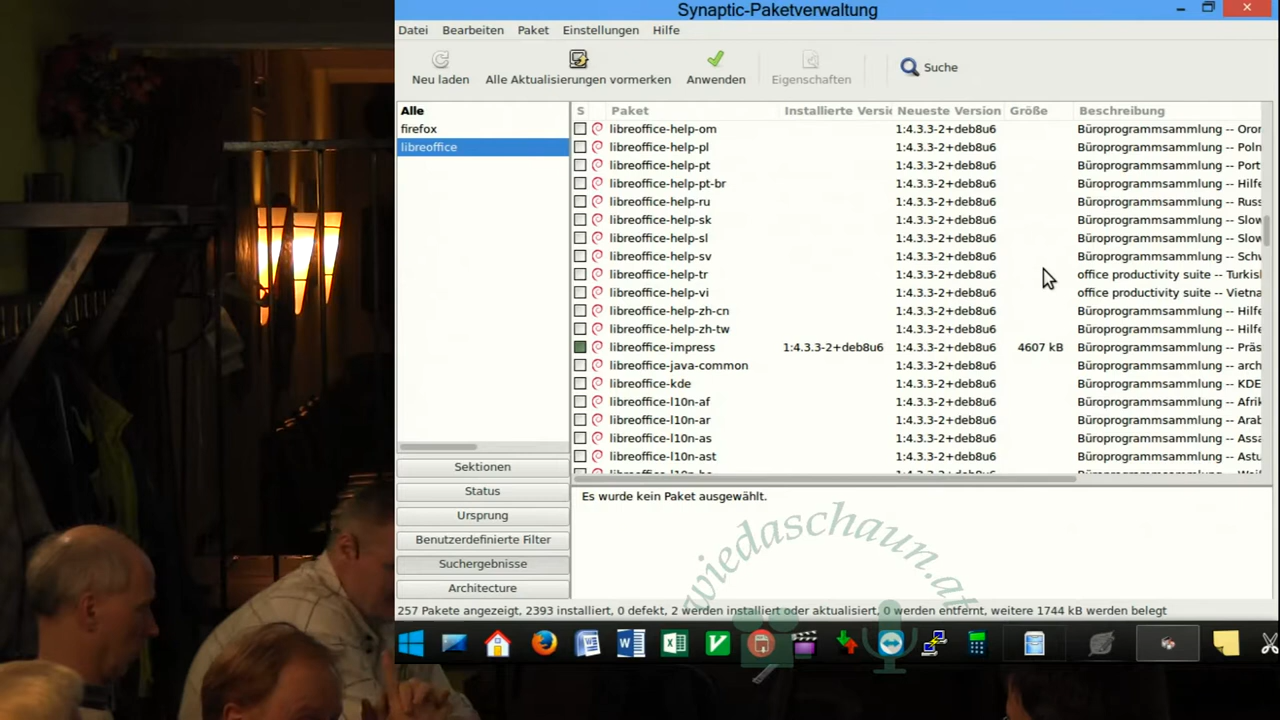 Synaptic-Paketverwaltung
Datei Bearbeiten Paket Einstellungen Hilfe
Neu laden Alle Aktualisierungen vormerken Anwenden Eigenschaften Suche
Alle
firefox
libreoffice
S Paket Installierte Versic Neueste Version Größe Beschreibung
libreoffice-help-om 1:4.3.3-2+deb8u6 Büroprogrammsammlung -- Oror
libreoffice-help-pl 1:4.3.3-2+deb8u6 Büroprogrammsammlung -- Poln
libreoffice-help-pt 1:4.3.3-2+deb8u6 Büroprogrammsammlung -- Port
libreoffice-help-pt-br 1:4.3.3-2+deb8u6 Büroprogrammsammlung -- Hilfe
libreoffice-help-ru 1:4.3.3-2+deb8u6 Büroprogrammsammlung -- Russ
libreoffice-help-sk 1:4.3.3-2+deb8u6 Büroprogrammsammlung -- Slow
libreoffice-help-sl 1:4.3.3-2+deb8u6 Büroprogrammsammlung -- Slow
libreoffice-help-sv 1:4.3.3-2+deb8u6 Büroprogrammsammlung -- Schw
libreoffice-help-tr 1:4.3.3-2+deb8u6 office productivity suite -- Turkis
libreoffice-help-vi 1:4.3.3-2+deb8u6 office productivity suite -- Vietna
libreoffice-help-zh-cn 1:4.3.3-2+deb8u6 Büroprogrammsammlung -- Hilfe
libreoffice-help-zh-tw 1:4.3.3-2+deb8u6 Büroprogrammsammlung -- Hilfe
libreoffice-impress 1:4.3.3-2+deb8u6 1:4.3.3-2+deb8u6 4607 kB Büroprogrammsammlung -- Präs
libreoffice-java-common 1:4.3.3-2+deb8u6 Büroprogrammsammlung -- arch
libreoffice-kde 1:4.3.3-2+deb8u6 Büroprogrammsammlung -- KDE
libreoffice-l10n-af 1:4.3.3-2+deb8u6 Büroprogrammsammlung -- Afrik
libreoffice-l10n-ar 1:4.3.3-2+deb8u6 Büroprogrammsammlung -- Arab
libreoffice-l10n-as 1:4.3.3-2+deb8u6 Büroprogrammsammlung -- Assa
libreoffice-l10n-ast 1:4.3.3-2+deb8u6 Büroprogrammsammlung -- Astu
Sektionen
Status
Ursprung
Benutzerdefinierte Filter
Suchergebnisse
Architecture
Es wurde kein Paket ausgewählt.
wiedaschaun.at
257 Pakete angezeigt, 2393 installiert, 0 defekt, 2 werden installiert oder aktualisiert, 0 werden entfernt, weitere 1744 kB werden belegt